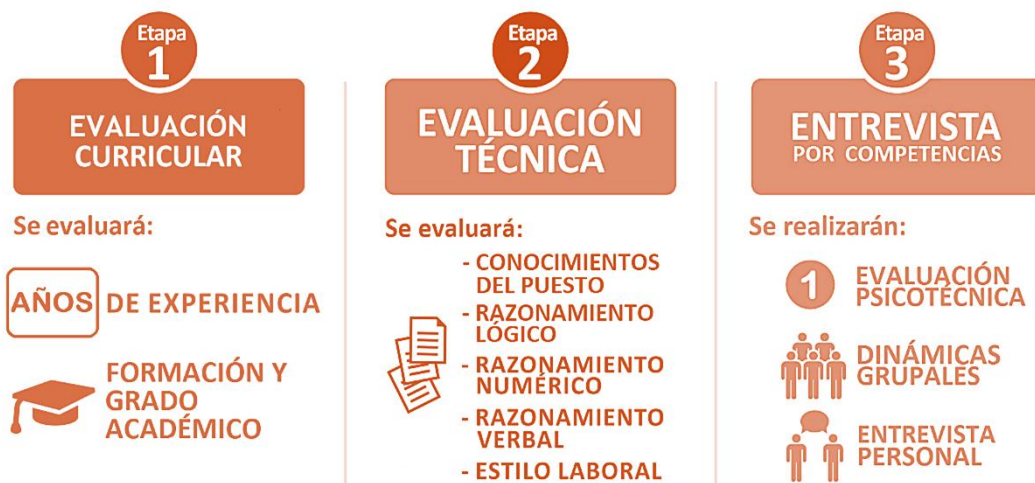 Etapa
1
EVALUACIÓN
CURRICULAR
Se evaluará:
AÑOS DE EXPERIENCIA
FORMACIÓN Y
GRADO
ACADÉMICO
Etapa
2
EVALUACIÓN
TÉCNICA
Se evaluará:
- CONOCIMIENTOS
DEL PUESTO
- RAZONAMIENTO
LÓGICO
- RAZONAMIENTO
NUMÉRICO
- RAZONAMIENTO
VERBAL
- ESTILO LABORAL
Etapa
3
ENTREVISTA
POR COMPETENCIAS
Se realizarán:
1 EVALUACIÓN
PSICOTÉCNICA
DINÁMICAS
GRUPALES
ENTREVISTA
PERSONAL